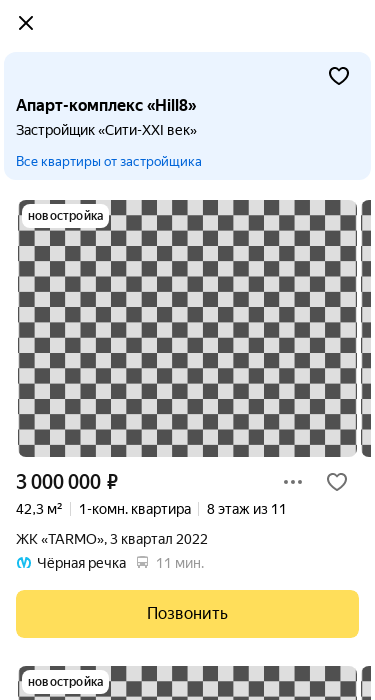 Апарт-комплекс «Hill8»
Застройщик «Сити-XXI век»
Все квартиры от застройщика
новостройка
3 000 000 ₽
42,3 м² 1-комн. квартира 8 этаж из 11
ЖК «TARMO», 3 квартал 2022
Чёрная речка 11 мин.
Позвонить
новостройка